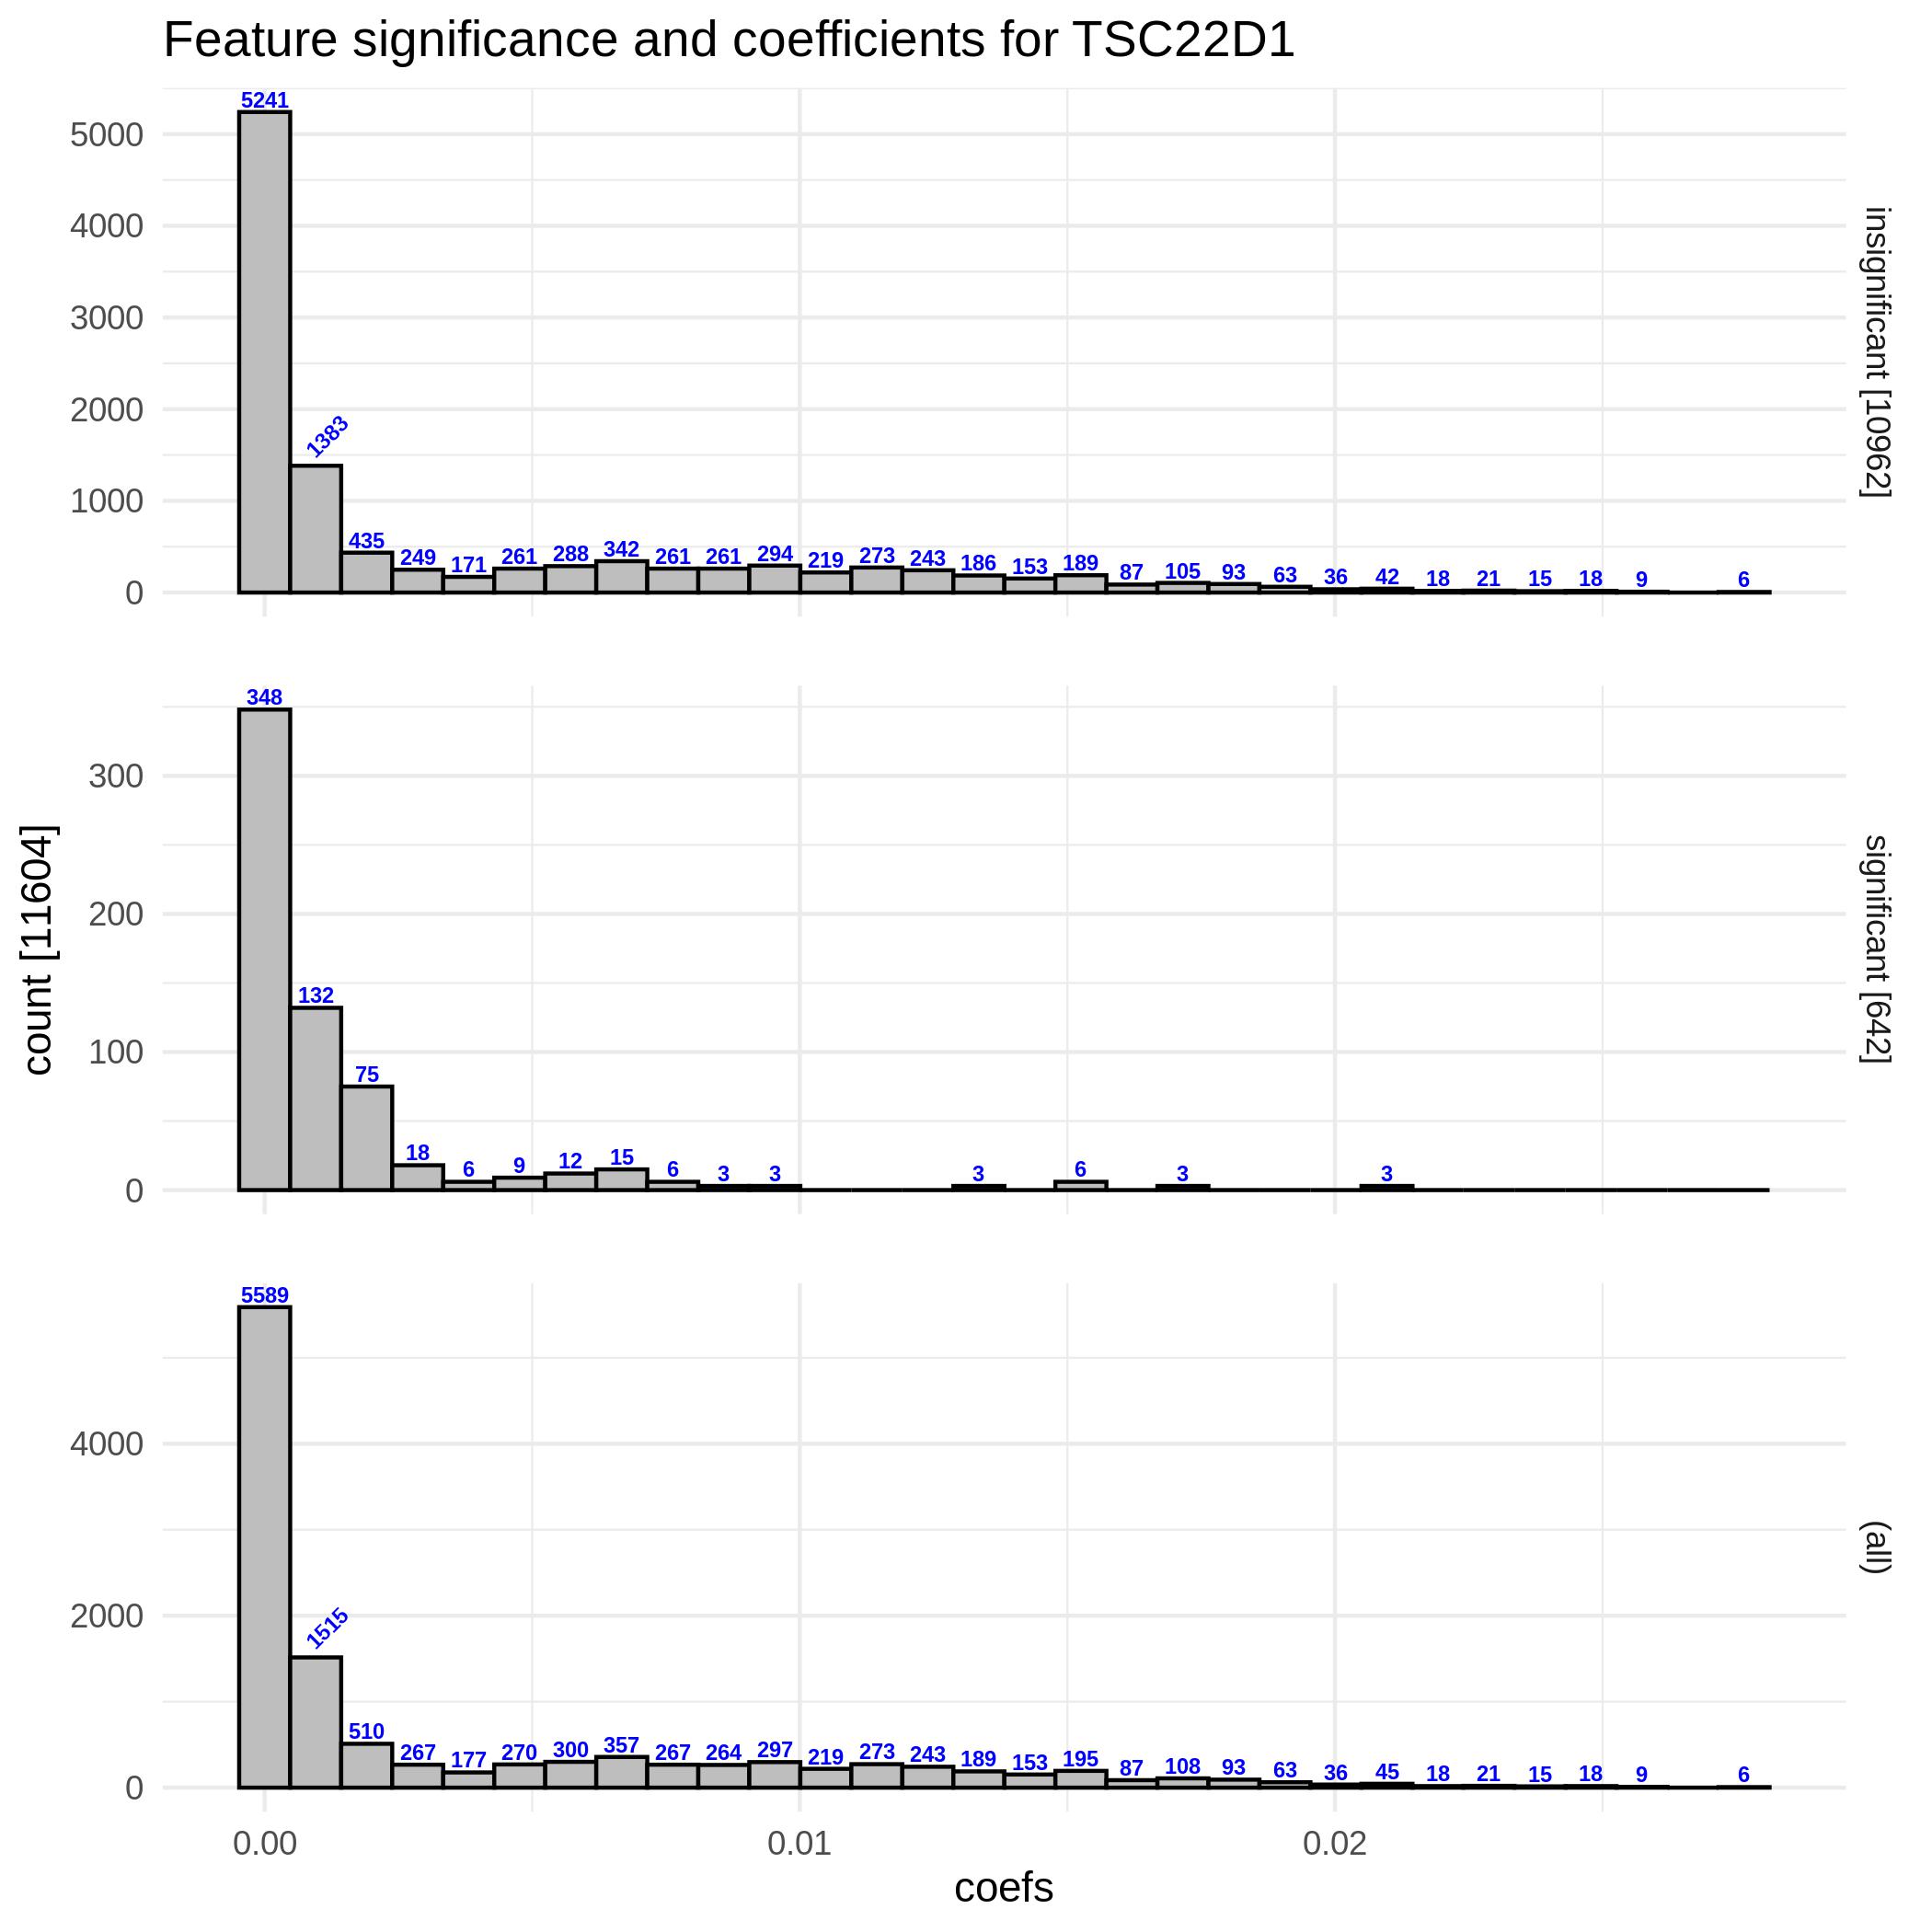 Feature significance and coefficients for TSC22D1
count [11604]
5241
5000
4000
3000
2000
1000
0
1383
435 249 171 261 288 342 261 261 294 219 273 243 186 153 189 87 105 93 63 36 42 18 21 15 18 9 6
insignificant [10962]
348
300
200
100
0
132
75
18 6 9 12 15 6 3 3 3 6 3 3
significant [642]
5589
4000
2000
0
1515
510 267 177 270 300 357 267 264 297 219 273 243 189 153 195 87 108 93 63 36 45 18 21 15 18 9 6
(all)
0.00 0.01 0.02
coefs